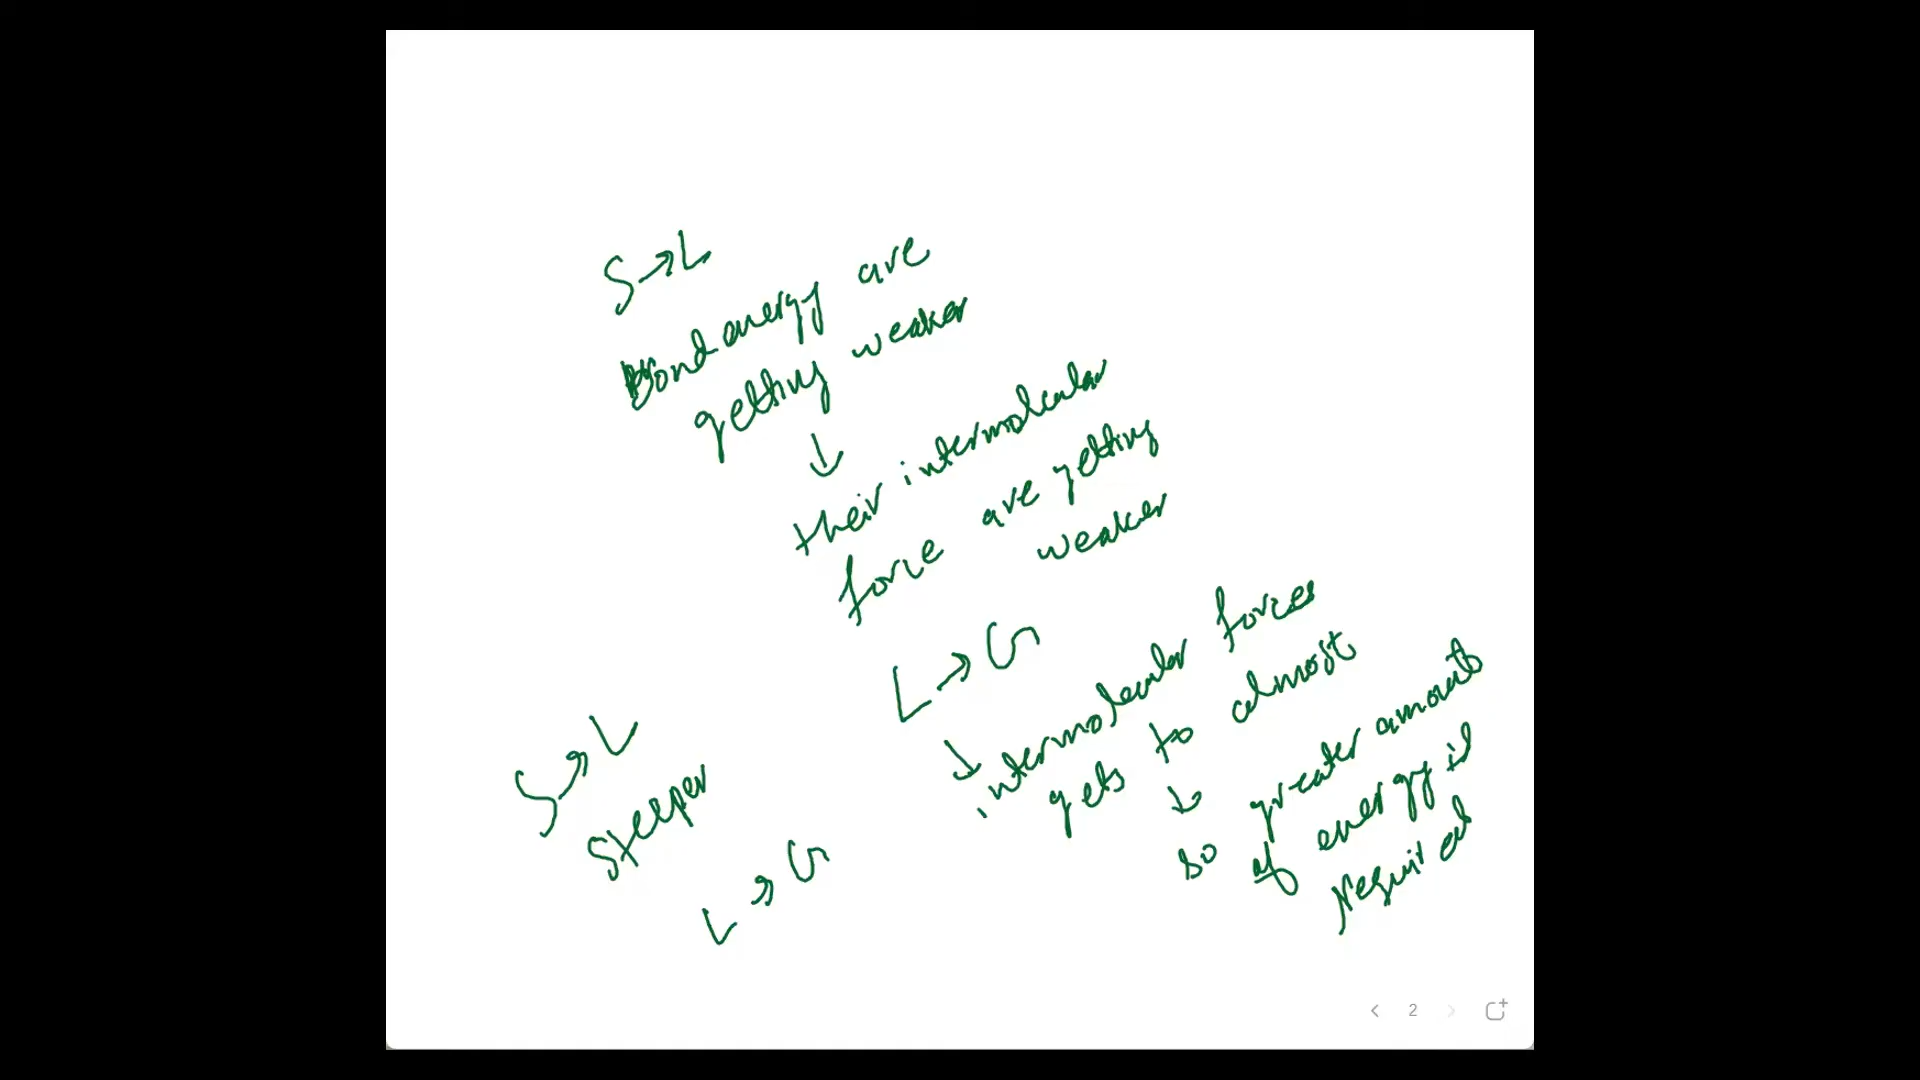 S→L
Bond energy are
getting weaker
↓
their intermolecular
force are getting
weaker
L→G
↓
intermolecular forces
gets to almost
↓
so greater amounts
of energy is
required
S→L
steeper
L→G
2